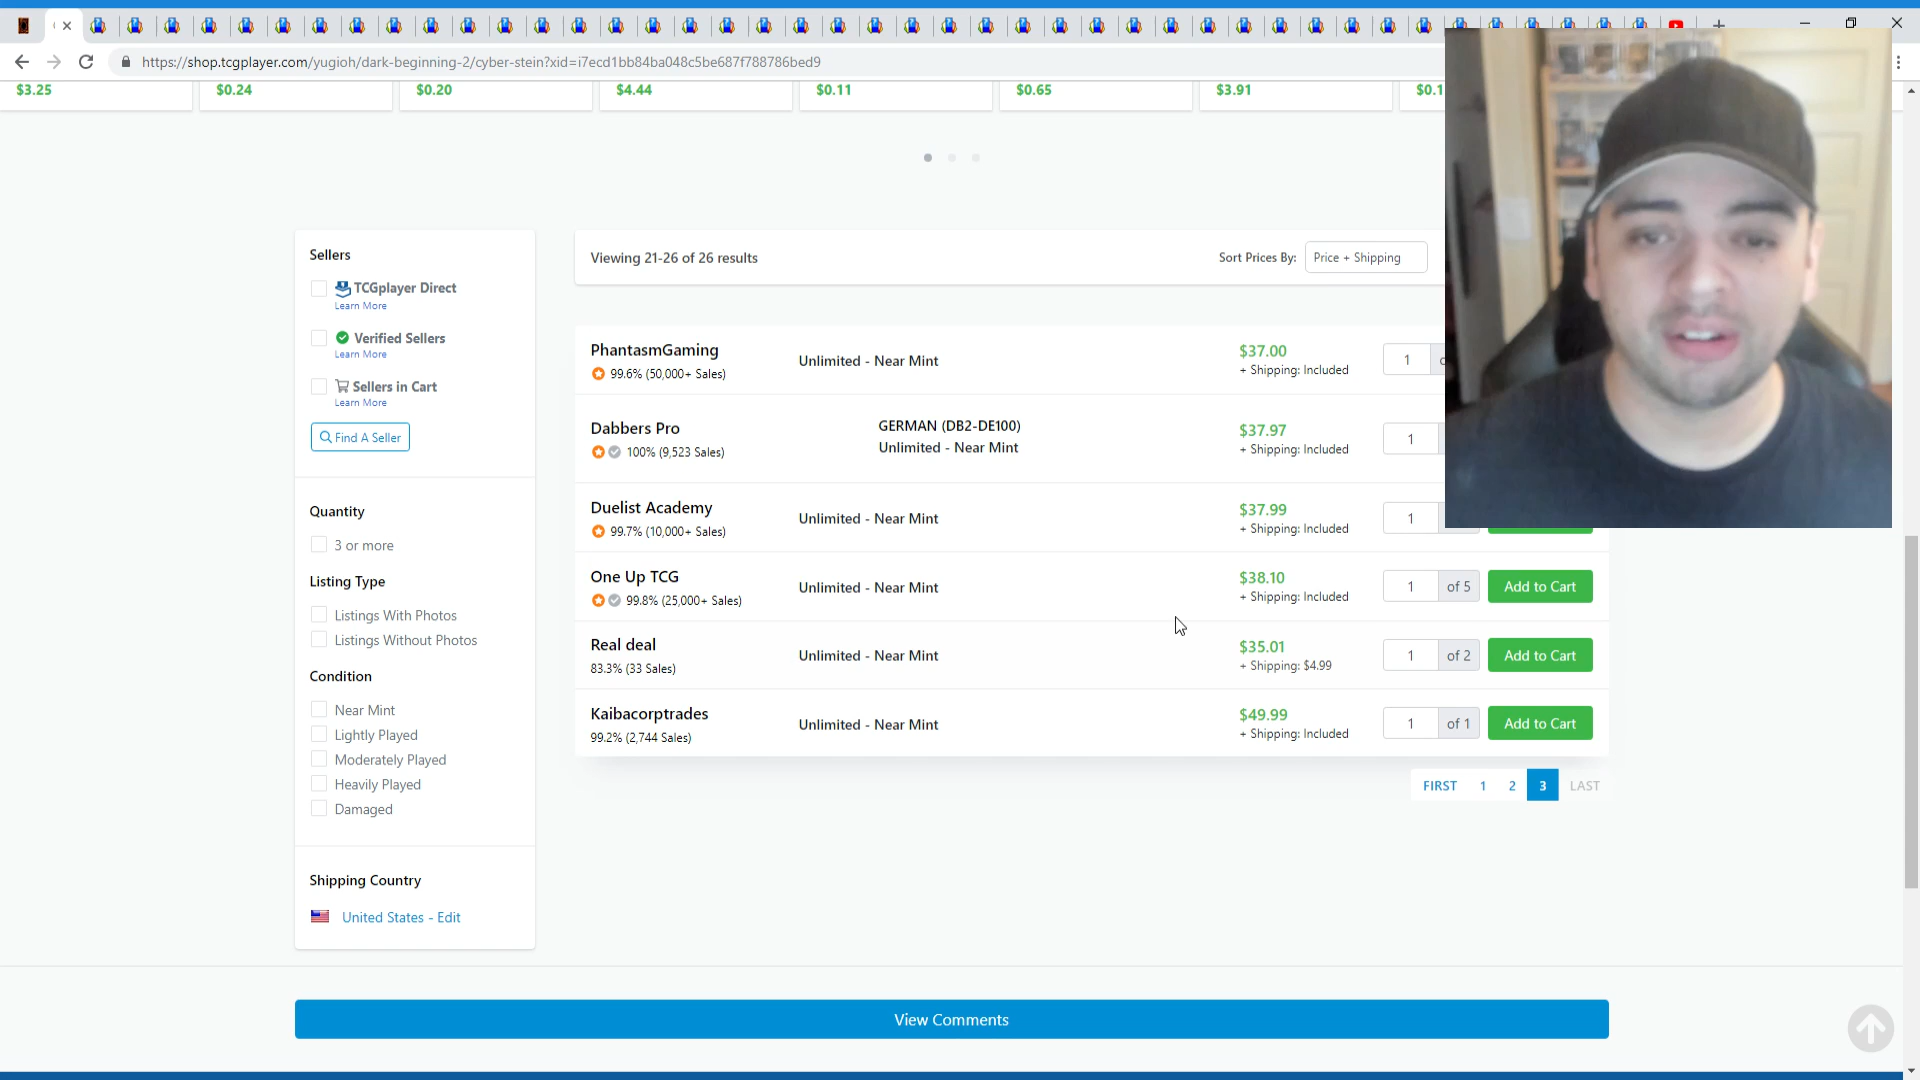 https://shop.tcgplayer.com/yugioh/dark-beginning-2/cyber-stein?xid=i7ecd1bb84ba048c5be687f788786bed9
$3.25 $0.24 $0.20 $4.44 $0.11 $0.65 $3.91 $0.1
Sellers
TCGplayer Direct
Learn More
Verified Sellers
Learn More
Sellers in Cart
Learn More
Find A Seller
Quantity
3 or more
Listing Type
Listings With Photos
Listings Without Photos
Condition
Near Mint
Lightly Played
Moderately Played
Heavily Played
Damaged
Shipping Country
United States - Edit
Viewing 21-26 of 26 results
Sort Prices By: Price + Shipping
PhantasmGaming
99.6% (50,000+ Sales)
Unlimited - Near Mint
$37.00
+ Shipping: Included
1
Dabbers Pro
100% (9,523 Sales)
GERMAN (DB2-DE100)
Unlimited - Near Mint
$37.97
+ Shipping: Included
1
Duelist Academy
99.7% (10,000+ Sales)
Unlimited - Near Mint
$37.99
+ Shipping: Included
1
One Up TCG
99.8% (25,000+ Sales)
Unlimited - Near Mint
$38.10
+ Shipping: Included
1 of 5 Add to Cart
Real deal
83.3% (33 Sales)
Unlimited - Near Mint
$35.01
+ Shipping: $4.99
1 of 2 Add to Cart
Kaibacorptrades
99.2% (2,744 Sales)
Unlimited - Near Mint
$49.99
+ Shipping: Included
1 of 1 Add to Cart
FIRST 1 2 3 LAST
View Comments